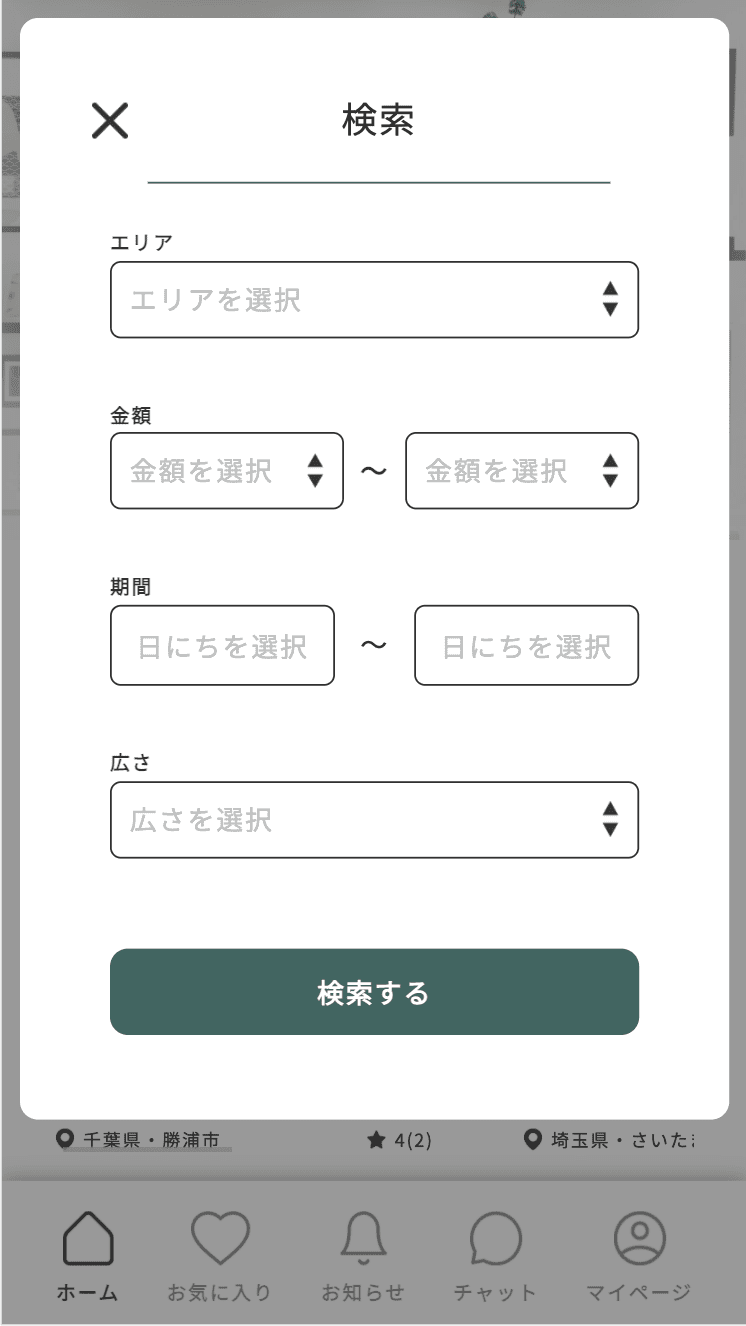 検索
エリア
エリアを選択
金額
金額を選択 〜 金額を選択
期間
日にちを選択 〜 日にちを選択
広さ
広さを選択
検索する
千葉県・勝浦市 4(2) 埼玉県・さいた
ホーム お気に入り お知らせ チャット マイページ